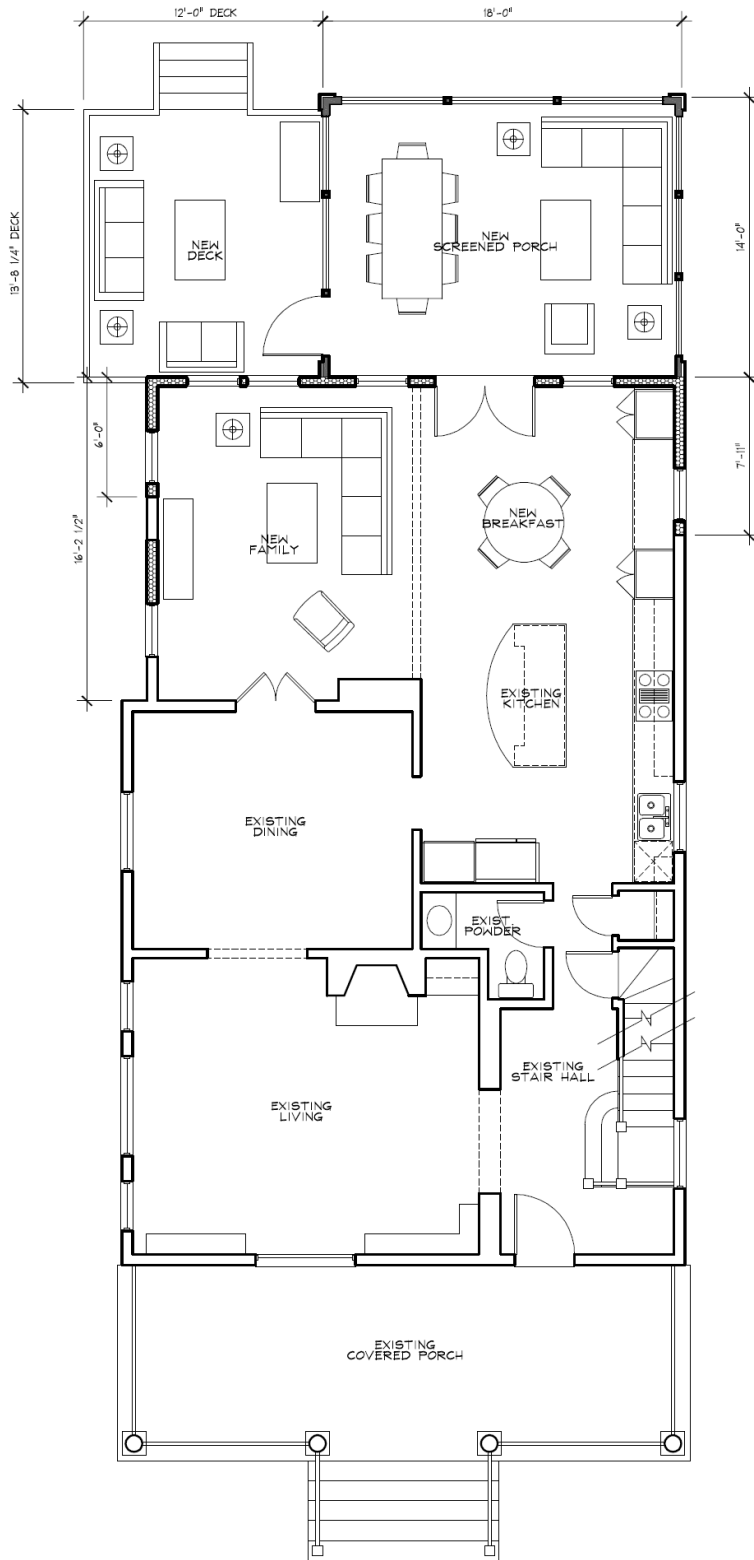 12'-0" DECK
18'-0"
13'-8 1/4" DECK
NEW
DECK
NEW
SCREENED PORCH
14'-0"
6'-0"
16'-2 1/2"
7'-11"
NEW
FAMILY
NEW
BREAKFAST
EXISTING
KITCHEN
EXISTING
DINING
EXIST.
POWDER
EXISTING
STAIR HALL
EXISTING
LIVING
EXISTING
COVERED PORCH